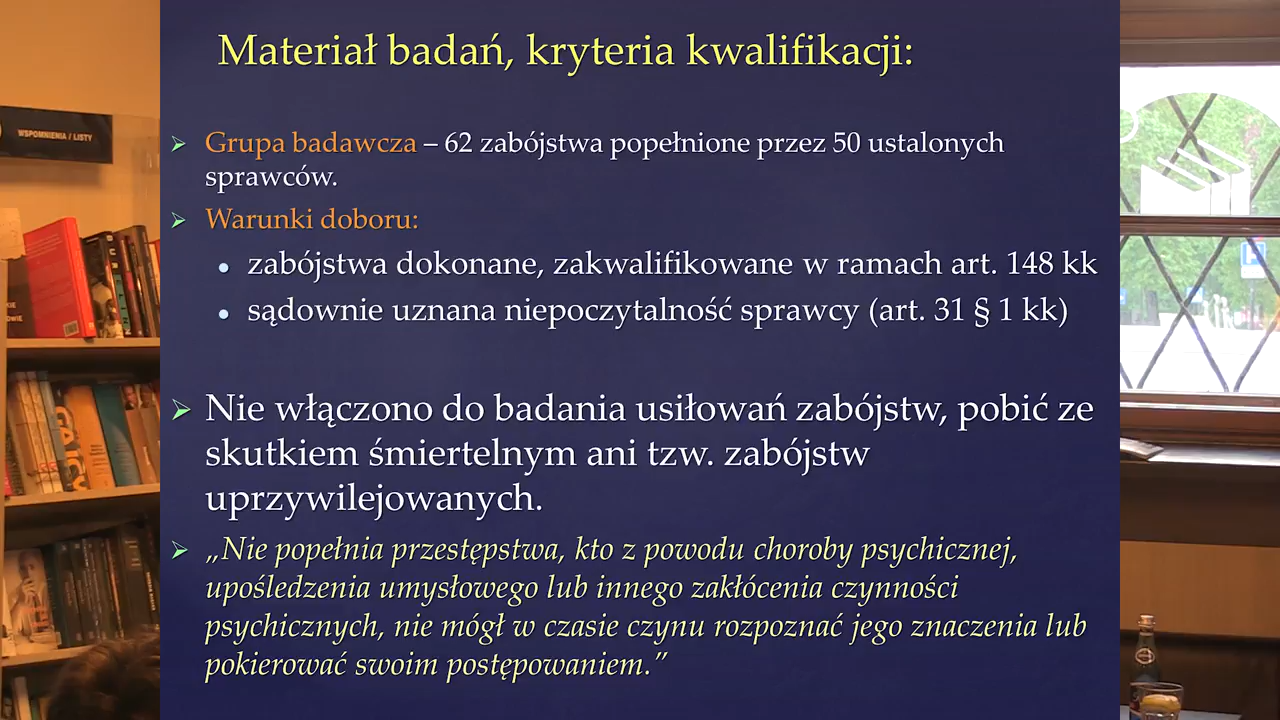 Materiał badań, kryteria kwalifikacji:
WSPOMNIENIA / LISTY
Grupa badawcza – 62 zabójstwa popełnione przez 50 ustalonych
sprawców.
Warunki doboru:
zabójstwa dokonane, zakwalifikowane w ramach art. 148 kk
sądownie uznana niepoczytalność sprawcy (art. 31 § 1 kk)
Nie włączono do badania usiłowań zabójstw, pobić ze
skutkiem śmiertelnym ani tzw. zabójstw
uprzywilejowanych.
„Nie popełnia przestępstwa, kto z powodu choroby psychicznej,
upośledzenia umysłowego lub innego zakłócenia czynności
psychicznych, nie mógł w czasie czynu rozpoznać jego znaczenia lub
pokierować swoim postępowaniem.”